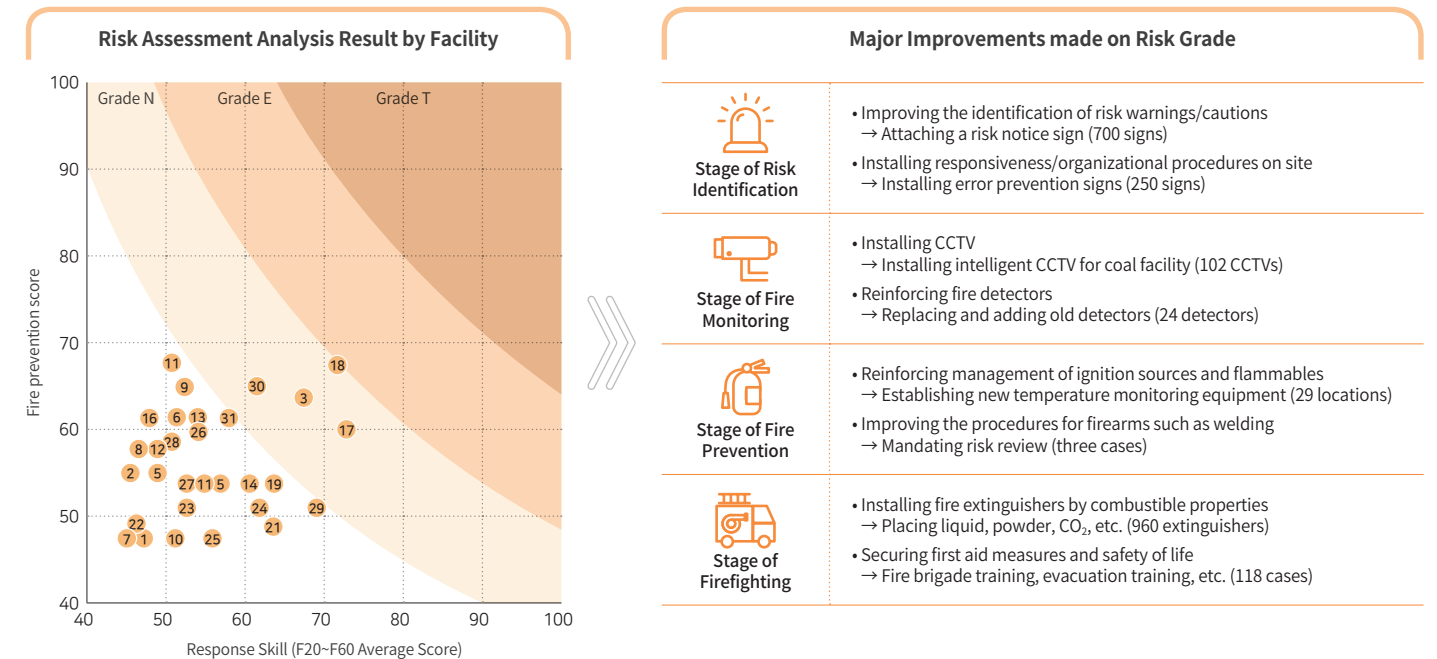 Risk Assessment Analysis Result by Facility
Fire prevention score
100
90
80
70
60
50
40
Grade N
Grade E
Grade T
11
18
9
30
3
16
6
13
31
17
26
28
8
12
2
5
27
11
5
14
19
23
24
29
22
21
7
1
10
25
40
50
60
70
80
90
100
Response Skill (F20~F60 Average Score)
Major Improvements made on Risk Grade
Stage of Risk
Identification
• Improving the identification of risk warnings/cautions
→ Attaching a risk notice sign (700 signs)
• Installing responsiveness/organizational procedures on site
→ Installing error prevention signs (250 signs)
Stage of Fire
Monitoring
• Installing CCTV
→ Installing intelligent CCTV for coal facility (102 CCTVs)
• Reinforcing fire detectors
→ Replacing and adding old detectors (24 detectors)
Stage of Fire
Prevention
• Reinforcing management of ignition sources and flammables
→ Establishing new temperature monitoring equipment (29 locations)
• Improving the procedures for firearms such as welding
→ Mandating risk review (three cases)
Stage of
Firefighting
• Installing fire extinguishers by combustible properties
→ Placing liquid, powder, CO₂, etc. (960 extinguishers)
• Securing first aid measures and safety of life
→ Fire brigade training, evacuation training, etc. (118 cases)